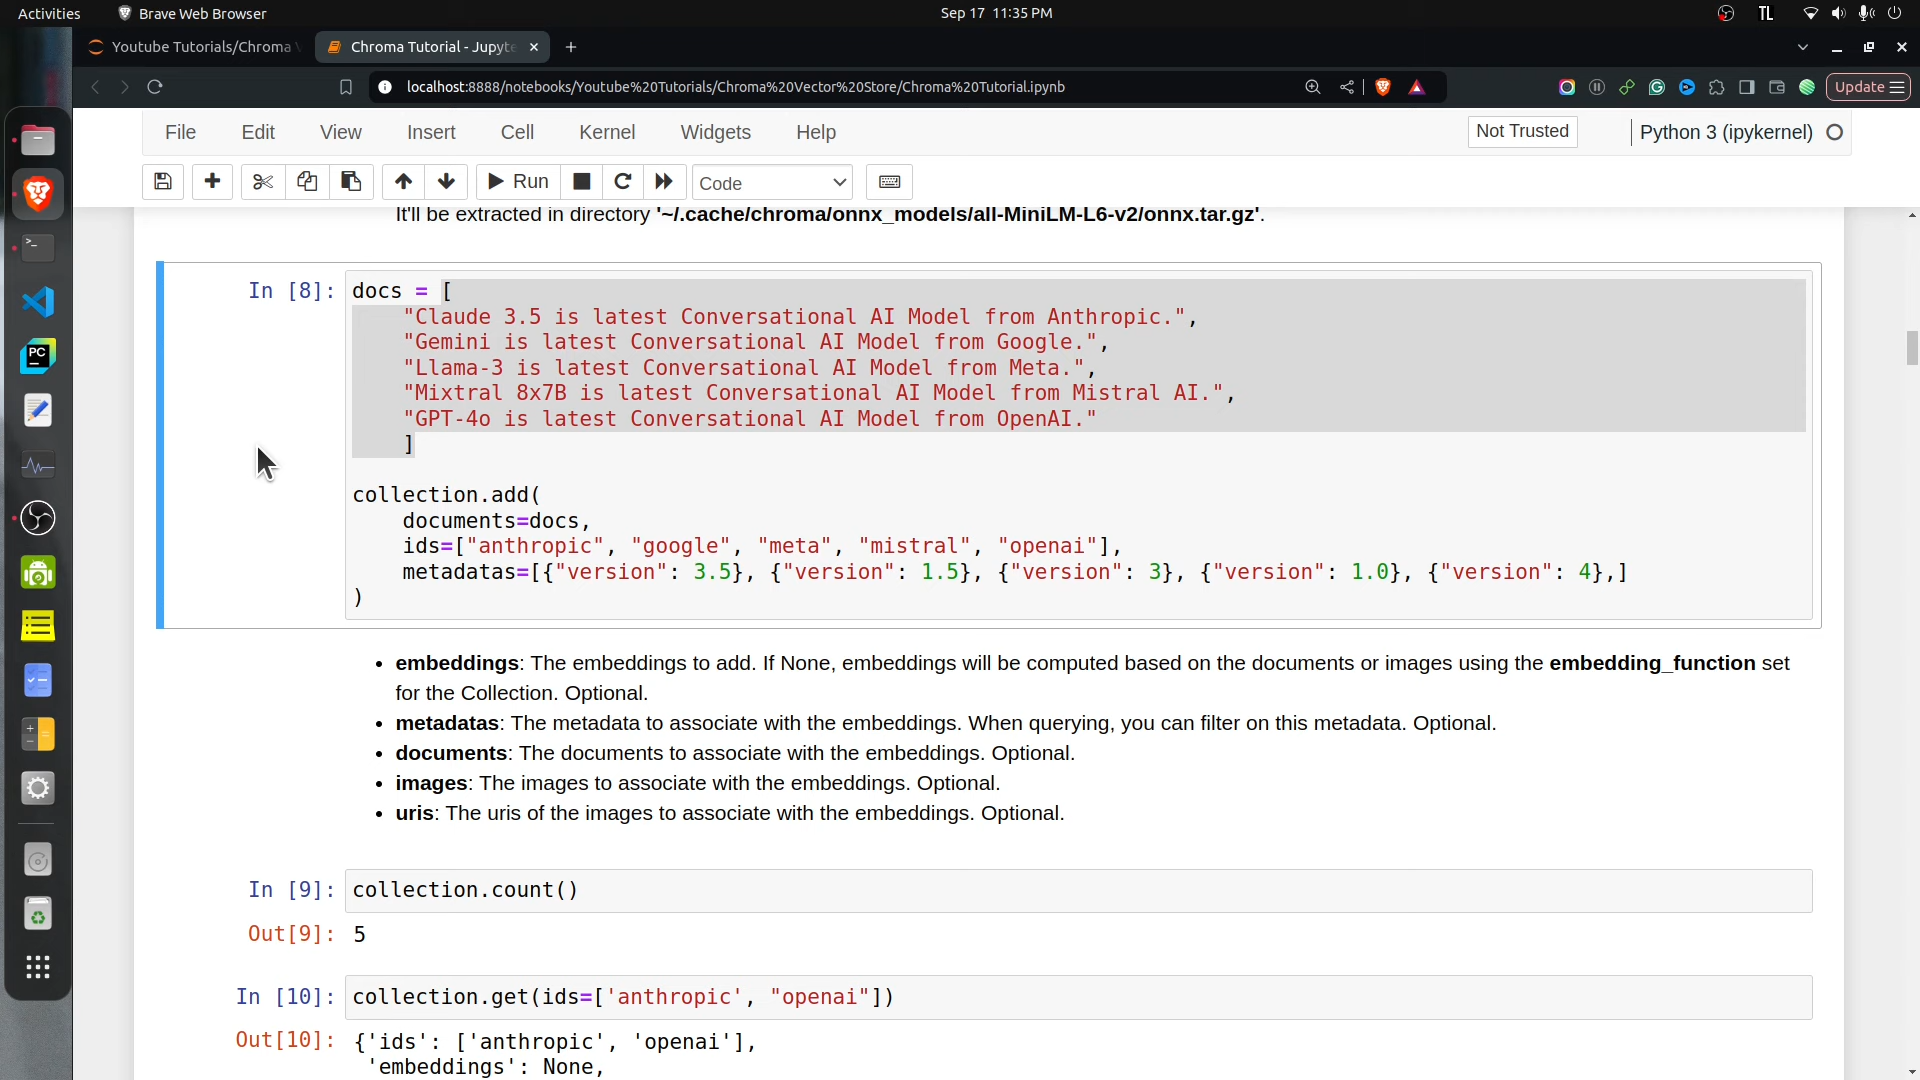 Activities
Brave Web Browser
Sep 17 11:35 PM
TL
Youtube Tutorials/Chroma
Chroma Tutorial - Jupyte
localhost:8888/notebooks/Youtube%20Tutorials/Chroma%20Vector%20Store/Chroma%20Tutorial.ipynb
Update
File Edit View Insert Cell Kernel Widgets Help
Not Trusted
Python 3 (ipykernel)
Run
Code
It'll be extracted in directory '~/.cache/chroma/onnx_models/all-MiniLM-L6-v2/onnx.tar.gz'.
In [8]: docs = [
"Claude 3.5 is latest Conversational AI Model from Anthropic.",
"Gemini is latest Conversational AI Model from Google.",
"Llama-3 is latest Conversational AI Model from Meta.",
"Mixtral 8x7B is latest Conversational AI Model from Mistral AI.",
"GPT-4o is latest Conversational AI Model from OpenAI."
]
collection.add(
documents=docs,
ids=["anthropic", "google", "meta", "mistral", "openai"],
metadatas=[{"version": 3.5}, {"version": 1.5}, {"version": 3}, {"version": 1.0}, {"version": 4},]
)
• embeddings: The embeddings to add. If None, embeddings will be computed based on the documents or images using the embedding_function set
for the Collection. Optional.
• metadatas: The metadata to associate with the embeddings. When querying, you can filter on this metadata. Optional.
• documents: The documents to associate with the embeddings. Optional.
• images: The images to associate with the embeddings. Optional.
• uris: The uris of the images to associate with the embeddings. Optional.
In [9]: collection.count()
Out[9]: 5
In [10]: collection.get(ids=['anthropic', "openai"])
Out[10]: {'ids': ['anthropic', 'openai'],
'embeddings': None,